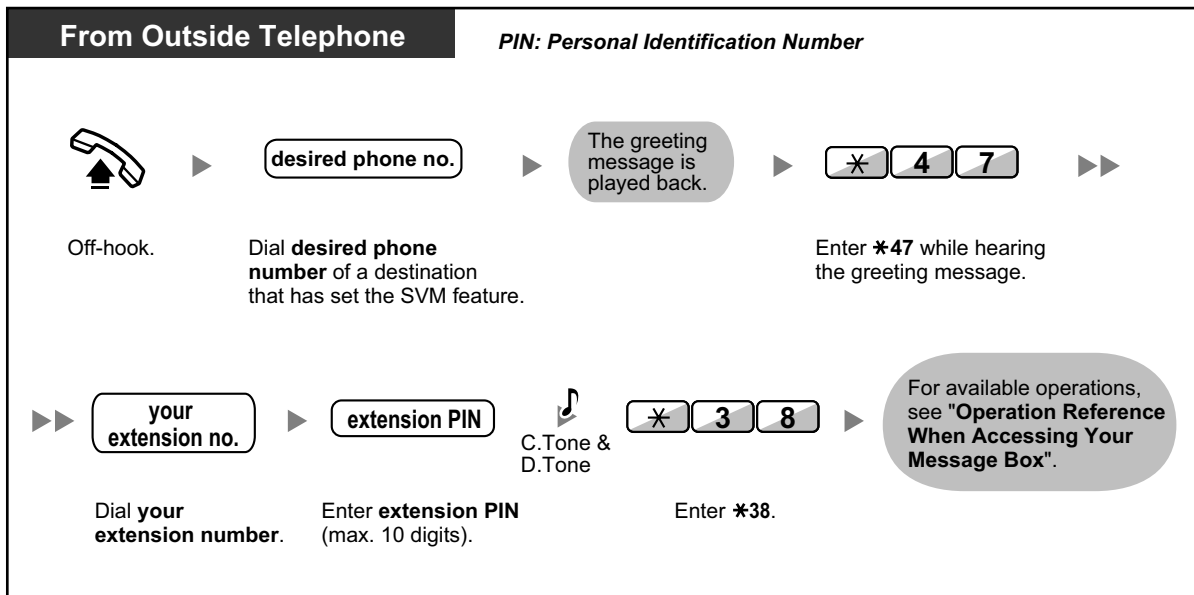 From Outside Telephone
PIN: Personal Identification Number
desired phone no.
The greeting
message is
played back.
* 4 7
Off-hook.
Dial desired phone
number of a destination
that has set the SVM feature.
Enter *47 while hearing
the greeting message.
your
extension no.
extension PIN
C.Tone &
D.Tone
* 3 8
For available operations,
see "Operation Reference
When Accessing Your
Message Box".
Dial your
extension number.
Enter extension PIN
(max. 10 digits).
Enter *38.